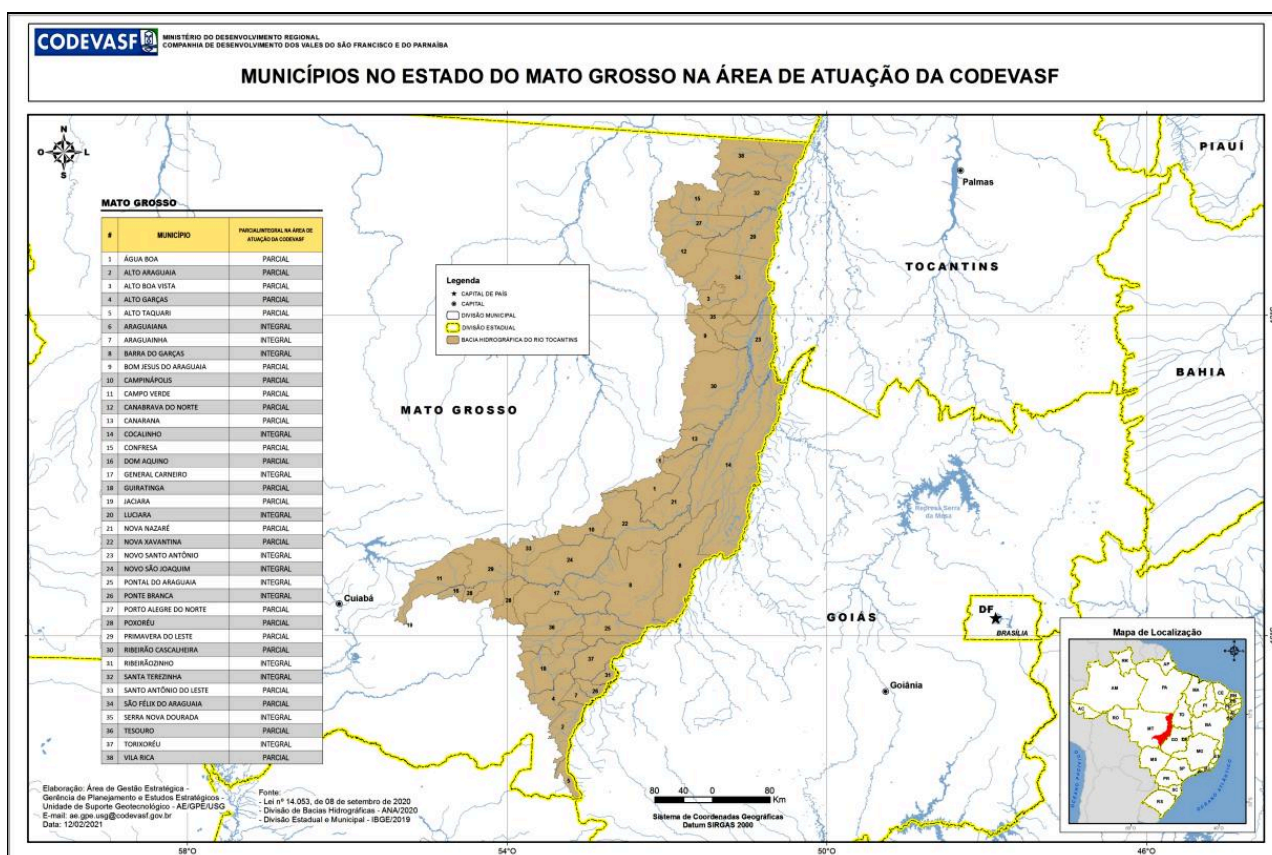 CODEVASF
MINISTÉRIO DO DESENVOLVIMENTO REGIONAL
COMPANHIA DE DESENVOLVIMENTO DOS VALES DO SÃO FRANCISCO E DO PARNAÍBA
MUNICÍPIOS NO ESTADO DO MATO GROSSO NA ÁREA DE ATUAÇÃO DA CODEVASF
N
O L
S
MATO GROSSO
# MUNICÍPIO PARCIAL/INTEGRAL NA ÁREA DE
ATUAÇÃO DA CODEVASF
1 ÁGUA BOA PARCIAL
2 ALTO ARAGUAIA PARCIAL
3 ALTO BOA VISTA PARCIAL
4 ALTO GARÇAS PARCIAL
5 ALTO TAQUARI PARCIAL
6 ARAGUAIANA INTEGRAL
7 ARAGUAINHA INTEGRAL
8 BARRA DO GARÇAS INTEGRAL
9 BOM JESUS DO ARAGUAIA PARCIAL
10 CAMPINÁPOLIS PARCIAL
11 CAMPO VERDE PARCIAL
12 CANABRAVA DO NORTE PARCIAL
13 CANARANA PARCIAL
14 COCALINHO INTEGRAL
15 CONFRESA PARCIAL
16 DOM AQUINO PARCIAL
17 GENERAL CARNEIRO INTEGRAL
18 GUIRATINGA PARCIAL
19 JACIARA PARCIAL
20 LUCIARA INTEGRAL
21 NOVA NAZARÉ PARCIAL
22 NOVA XAVANTINA PARCIAL
23 NOVO SANTO ANTÔNIO INTEGRAL
24 NOVO SÃO JOAQUIM INTEGRAL
25 PONTAL DO ARAGUAIA INTEGRAL
26 PONTE BRANCA INTEGRAL
27 PORTO ALEGRE DO NORTE PARCIAL
28 POXORÉU PARCIAL
29 PRIMAVERA DO LESTE PARCIAL
30 RIBEIRÃO CASCALHEIRA PARCIAL
31 RIBEIRÃOZINHO INTEGRAL
32 SANTA TEREZINHA INTEGRAL
33 SANTO ANTÔNIO DO LESTE PARCIAL
34 SÃO FÉLIX DO ARAGUAIA PARCIAL
35 SERRA NOVA DOURADA INTEGRAL
36 TESOURO PARCIAL
37 TORIXORÉU INTEGRAL
38 VILA RICA PARCIAL
Legenda
CAPITAL DE PAÍS
CAPITAL
DIVISÃO MUNICIPAL
DIVISÃO ESTADUAL
BACIA HIDROGRÁFICA DO RIO TOCANTINS
PIAUÍ
Palmas
TOCANTINS
BAHIA
MATO GROSSO
Represa Serra
da Mesa
Cuiabá
GOIÁS
DF
BRASÍLIA
Goiânia
Mapa de Localização
OCEANO PACÍFICO
OCEANO ATLÂNTICO
80 40 0 80
Km
Sistema de Coordenadas Geográficas
Datum SIRGAS 2000
Elaboração: Área de Gestão Estratégica -
Gerência de Planejamento e Estudos Estratégicos -
Unidade de Suporte Geotecnológico - AE/GPE/USG
E-mail: ae.gpe.usg@codevasf.gov.br
Data: 12/02/2021
Fonte:
- Lei nº 14.053, de 08 de setembro de 2020
- Divisão de Bacias Hidrográficas - ANA/2020
- Divisão Estadual e Municipal - IBGE/2019
58°O 54°O 50°O 46°O